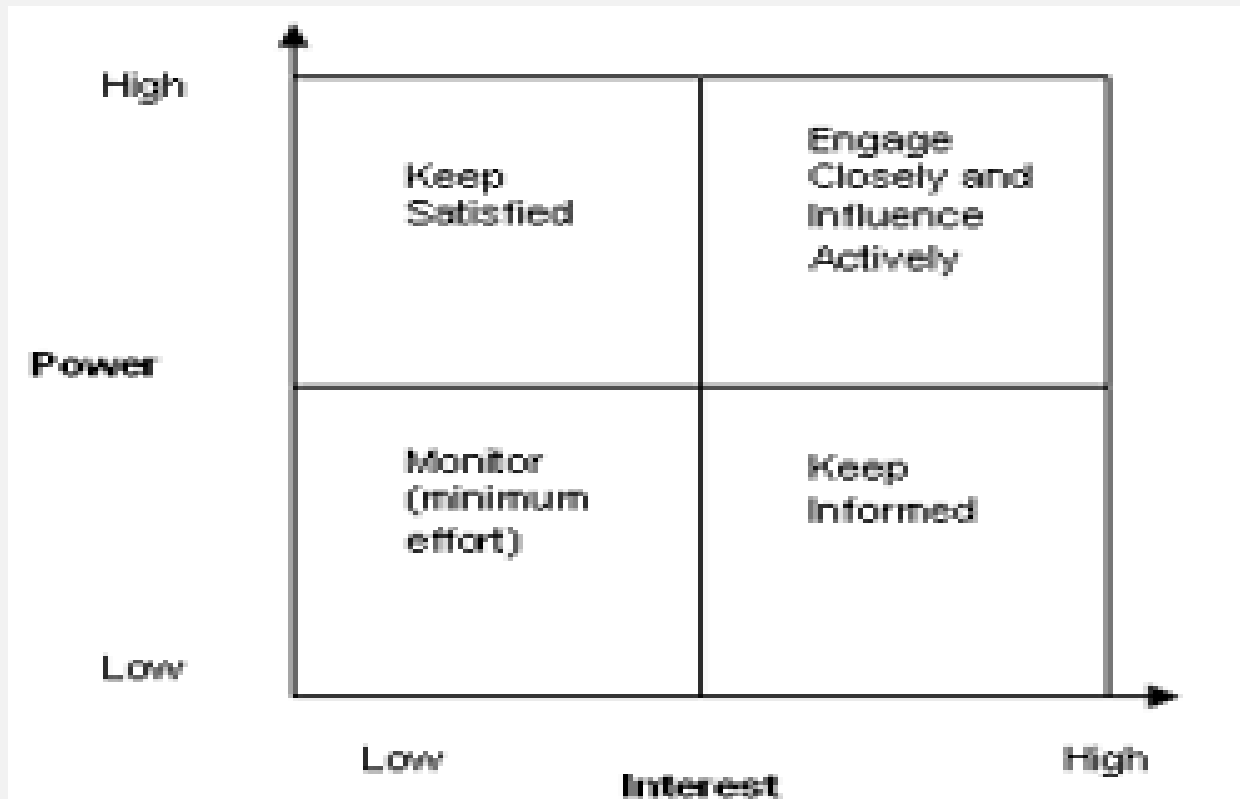 High
Keep
Satisfied
Engage
Closely and
Influence
Actively
Power
Monitor
(minimum
effort)
Keep
Informed
Low
Low
High
Interest